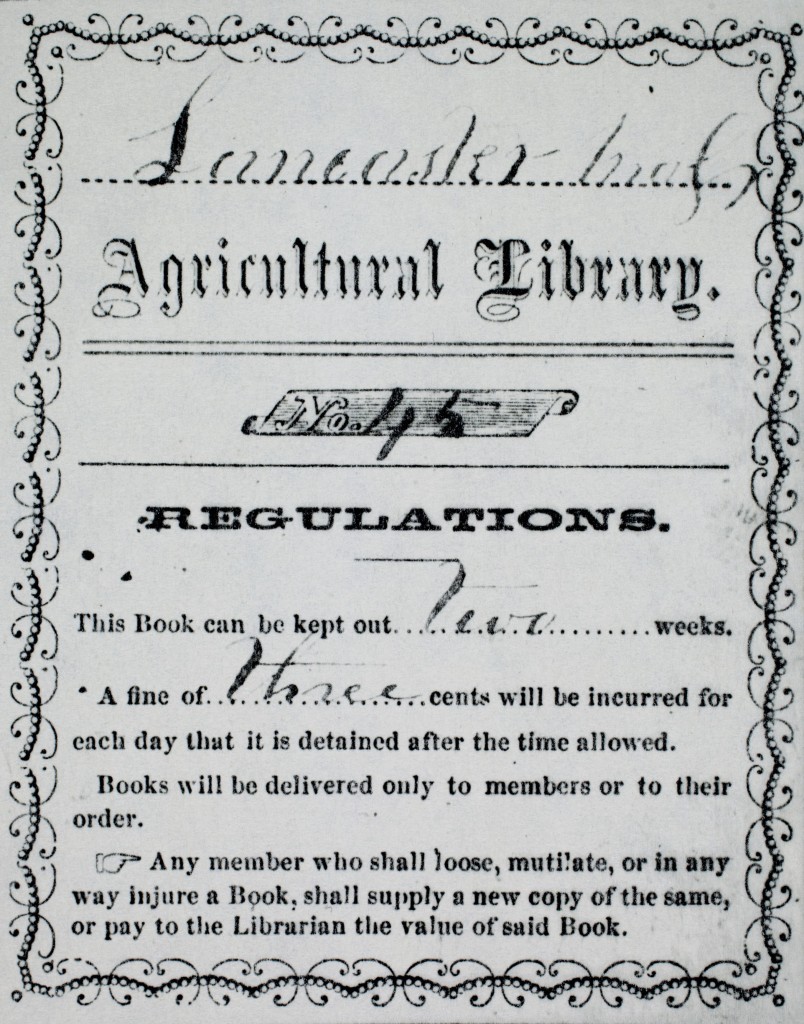 Lancaster
Agricultural Library.
No. 45
REGULATIONS.
This Book can be kept out Two weeks.
A fine of three cents will be incurred for
each day that it is detained after the time allowed.
Books will be delivered only to members or to their
order.
☞ Any member who shall loose, mutilate, or in any
way injure a Book, shall supply a new copy of the same,
or pay to the Librarian the value of said Book.